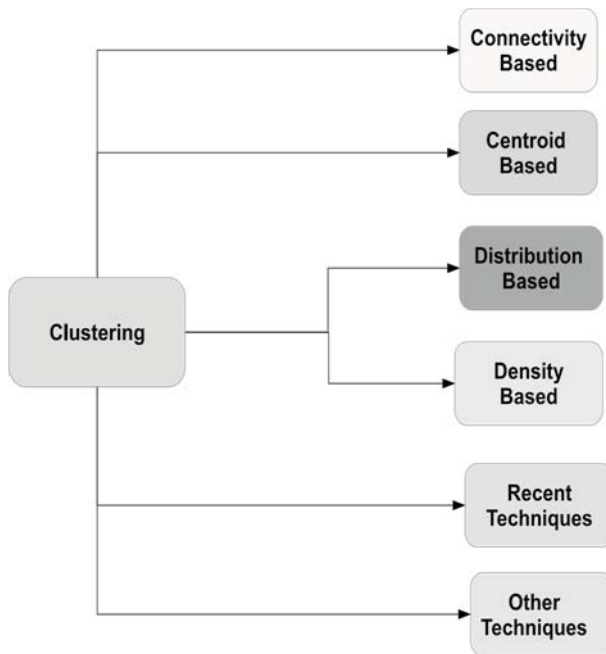 Connectivity
Based
Centroid
Based
Distribution
Based
Clustering
Density
Based
Recent
Techniques
Other
Techniques